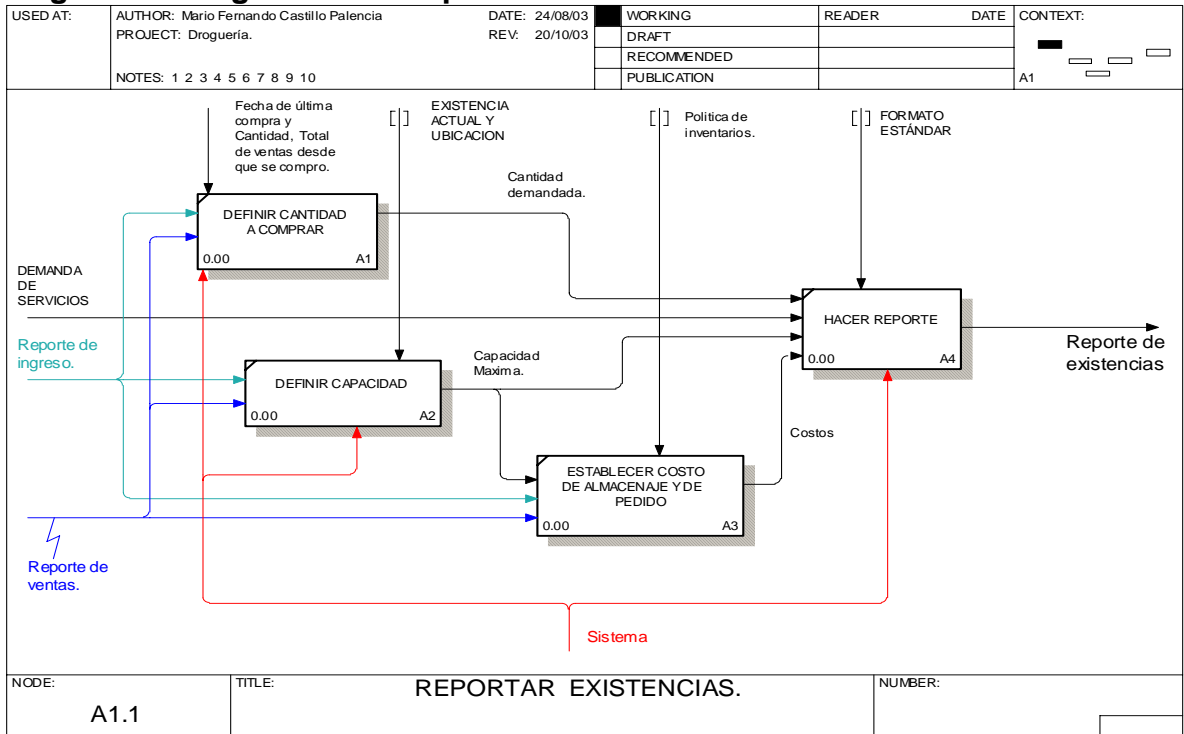 USED AT:
AUTHOR: Mario Fernando Castillo Palencia
DATE: 24/08/03
PROJECT: Droguería.
REV: 20/10/03
NOTES: 1 2 3 4 5 6 7 8 9 10
WORKING
DRAFT
RECOMMENDED
PUBLICATION
READER
DATE
CONTEXT:
A1
Fecha de última
compra y
Cantidad, Total
de ventas desde
que se compro.
[ ]
EXISTENCIA
ACTUAL Y
UBICACION
[ ]
Politica de
inventarios.
[ ]
FORMATO
ESTÁNDAR
Cantidad
demandada.
DEFINIR CANTIDAD
A COMPRAR
0.00
A1
DEMANDA
DE
SERVICIOS
HACER REPORTE
0.00
A4
Reporte de
existencias
Reporte de
ingreso.
Capacidad
Maxima.
DEFINIR CAPACIDAD
0.00
A2
Costos
ESTABLECER COSTO
DE ALMACENAJE Y DE
PEDIDO
0.00
A3
Reporte de
ventas.
Sistema
NODE:
A1.1
TITLE:
REPORTAR EXISTENCIAS.
NUMBER: